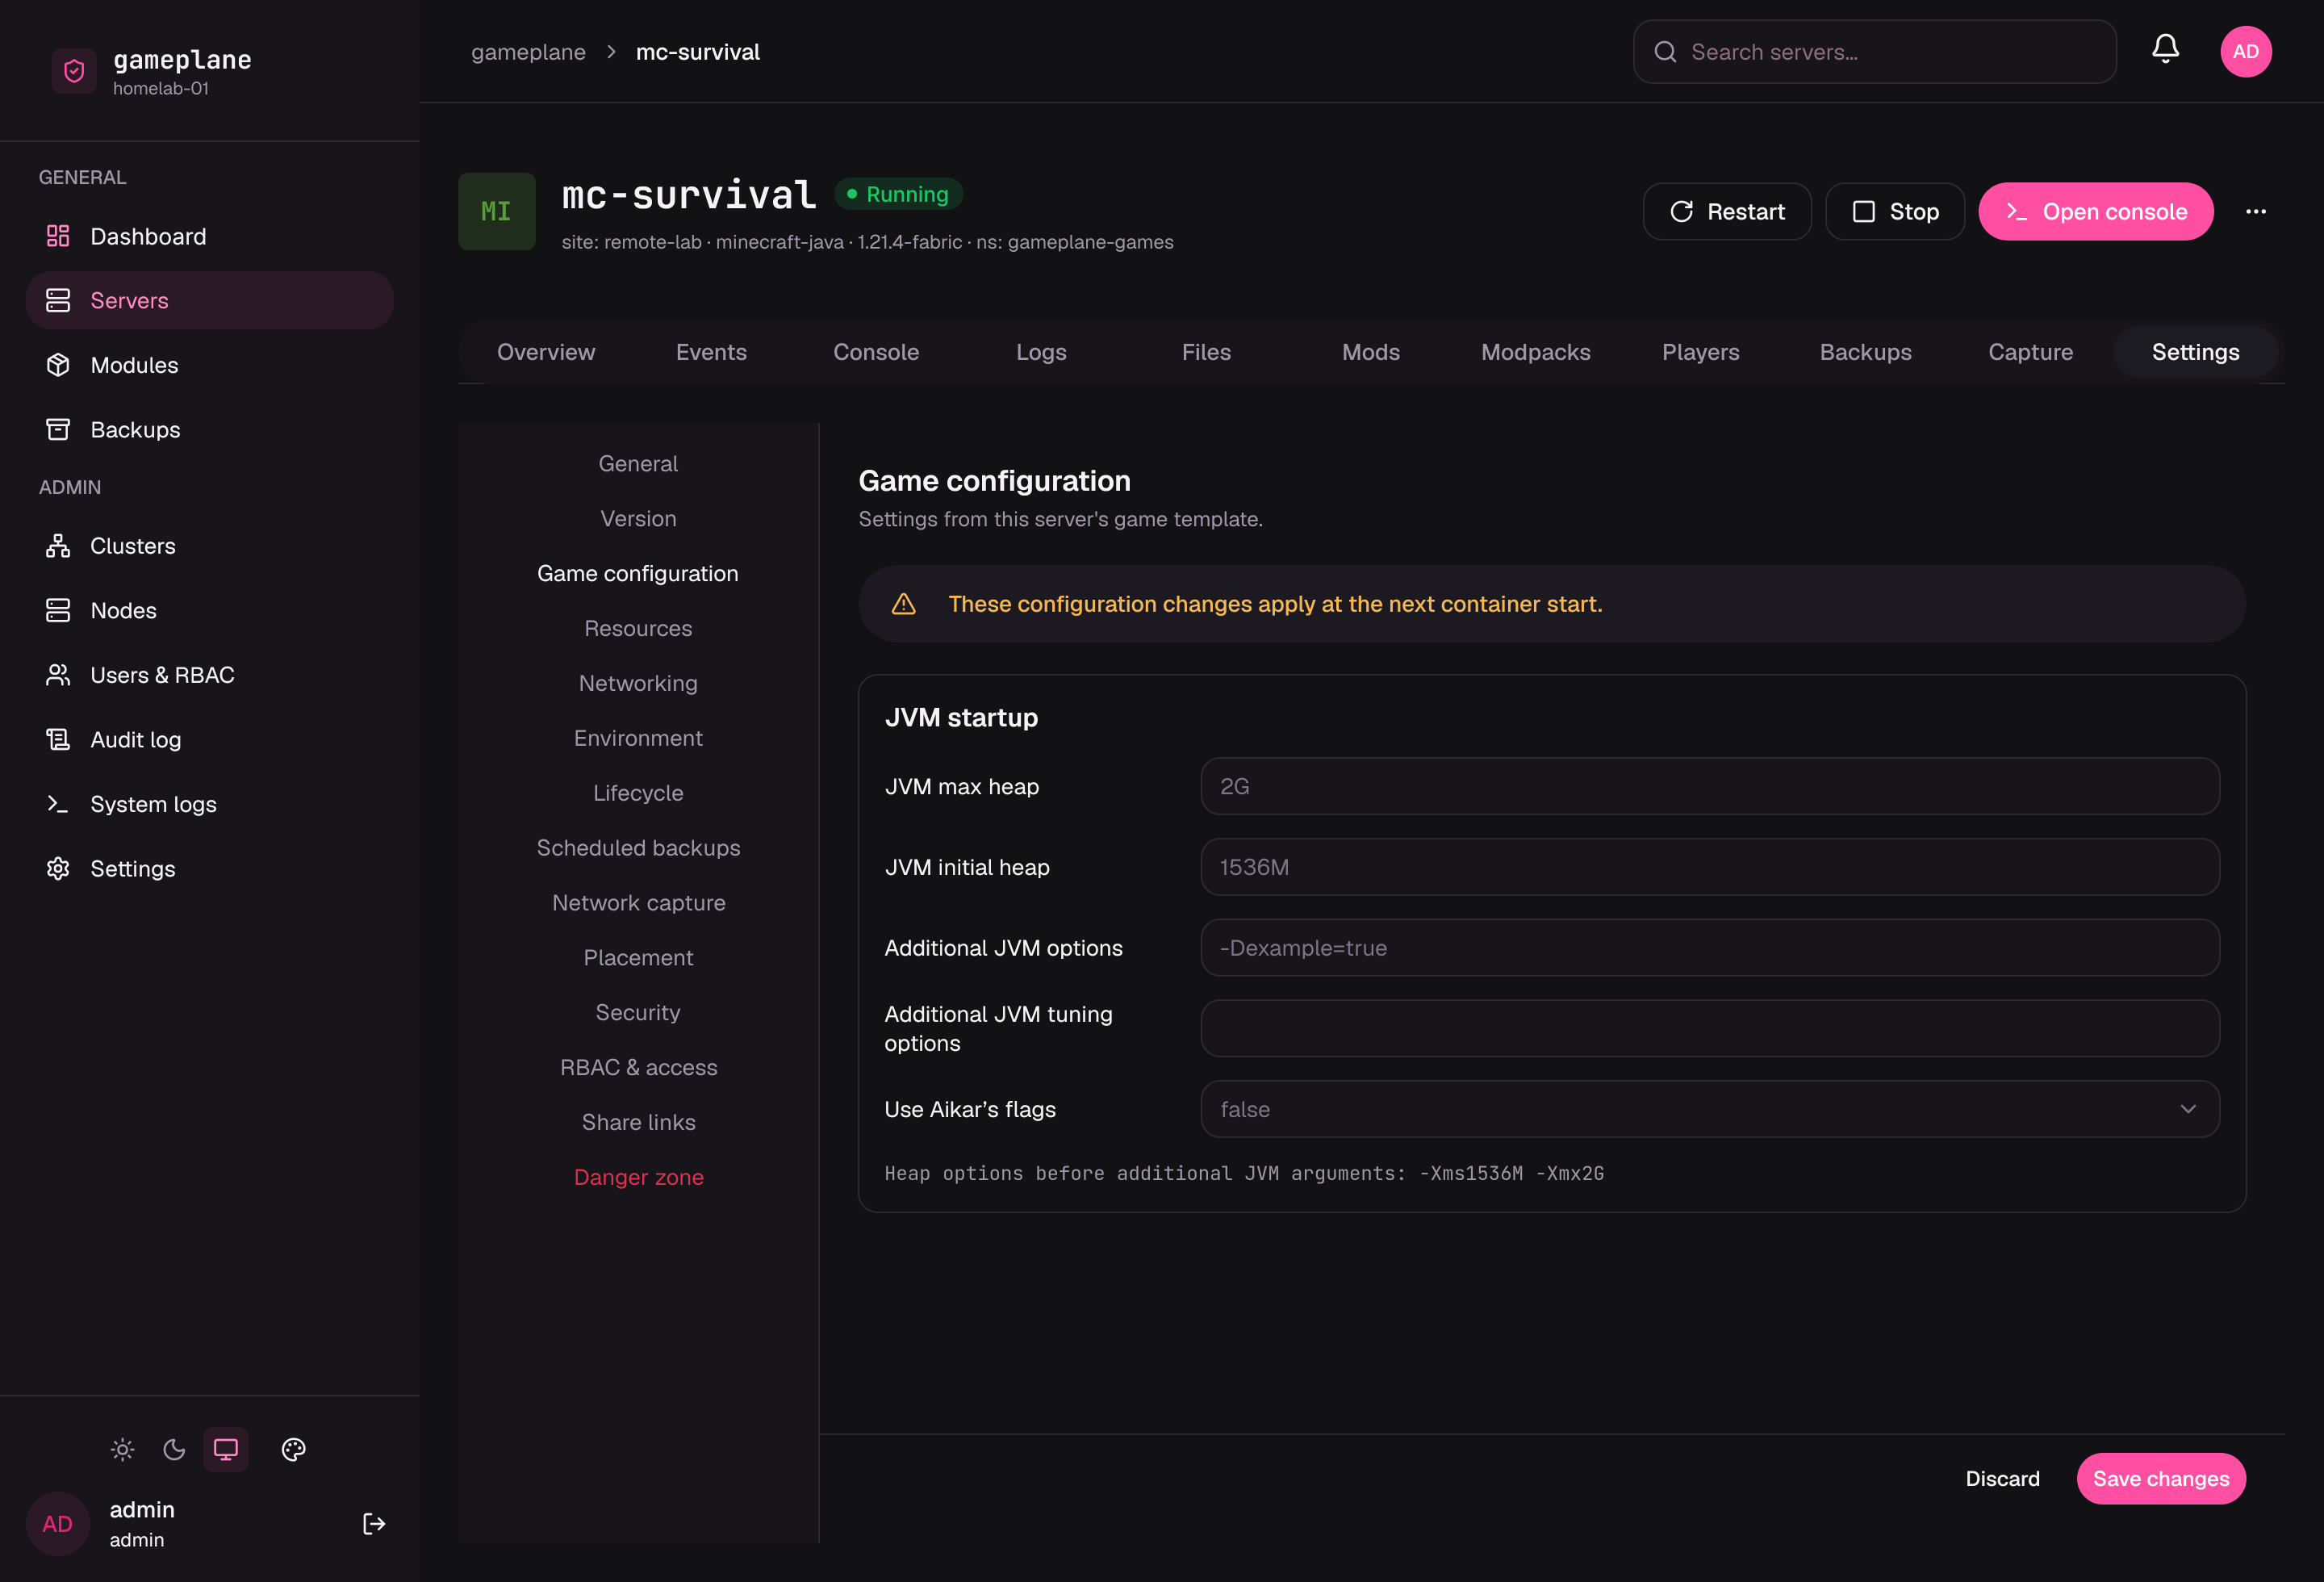 gameplane
homelab-01
GENERAL
Dashboard
Servers
Modules
Backups
ADMIN
Clusters
Nodes
Users & RBAC
Audit log
System logs
Settings
AD
admin
admin
gameplane > mc-survival
Search servers...
AD
MI
mc-survival
Running
site: remote-lab · minecraft-java · 1.21.4-fabric · ns: gameplane-games
Restart
Stop
Open console
Overview
Events
Console
Logs
Files
Mods
Modpacks
Players
Backups
Capture
Settings
General
Version
Game configuration
Resources
Networking
Environment
Lifecycle
Scheduled backups
Network capture
Placement
Security
RBAC & access
Share links
Danger zone
Game configuration
Settings from this server's game template.
These configuration changes apply at the next container start.
JVM startup
JVM max heap
2G
JVM initial heap
1536M
Additional JVM options
-Dexample=true
Additional JVM tuning
options
Use Aikar’s flags
false
Heap options before additional JVM arguments: -Xms1536M -Xmx2G
Discard
Save changes